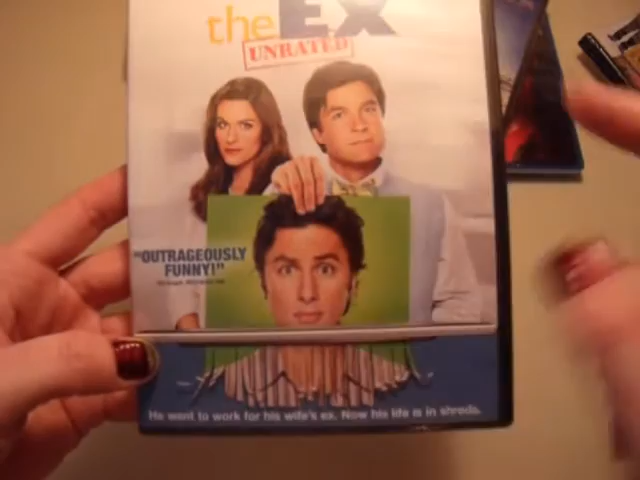 the EX
UNRATED
"OUTRAGEOUSLY
FUNNY!"
He went to work for his wife's ex. Now his life is in shreds.